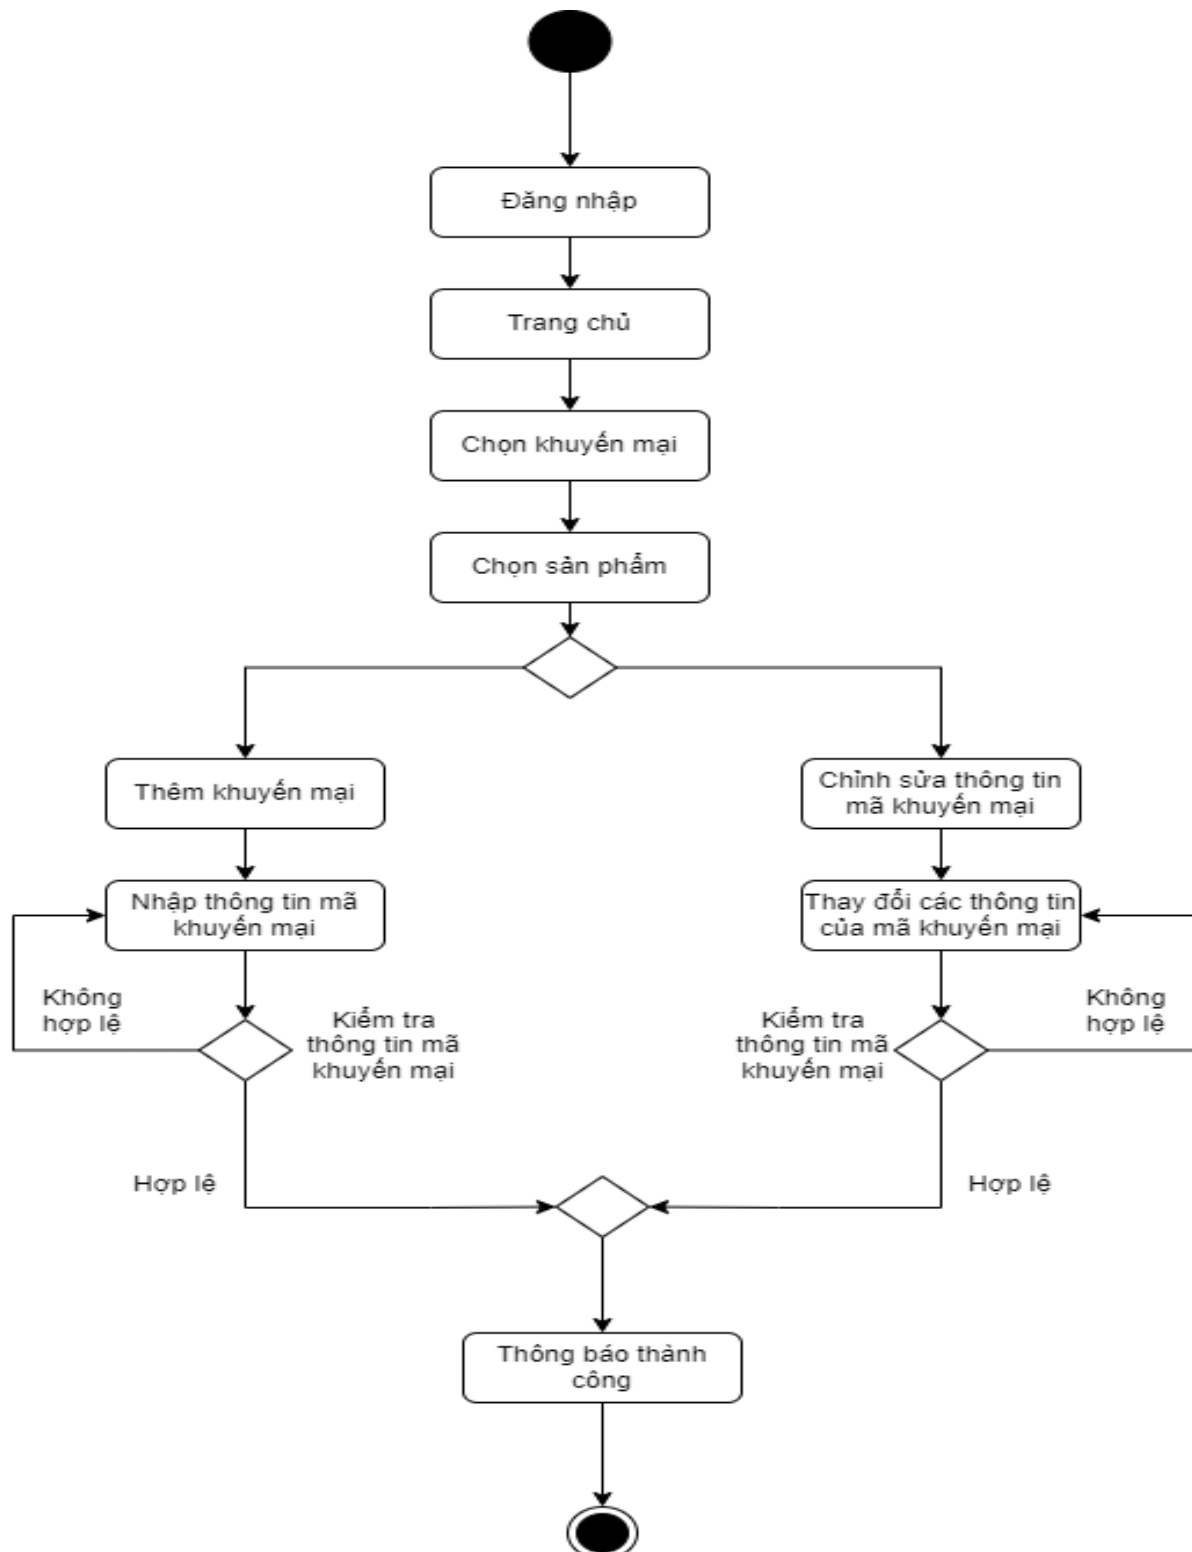 Đăng nhập
Trang chủ
Chọn khuyến mại
Chọn sản phẩm
Thêm khuyến mại
Chỉnh sửa thông tin
mã khuyến mại
Nhập thông tin mã
khuyến mại
Thay đổi các thông tin
của mã khuyến mại
Không
hợp lệ
Kiểm tra
thông tin mã
khuyến mại
Kiểm tra
thông tin mã
khuyến mại
Không
hợp lệ
Hợp lệ
Hợp lệ
Thông báo thành
công